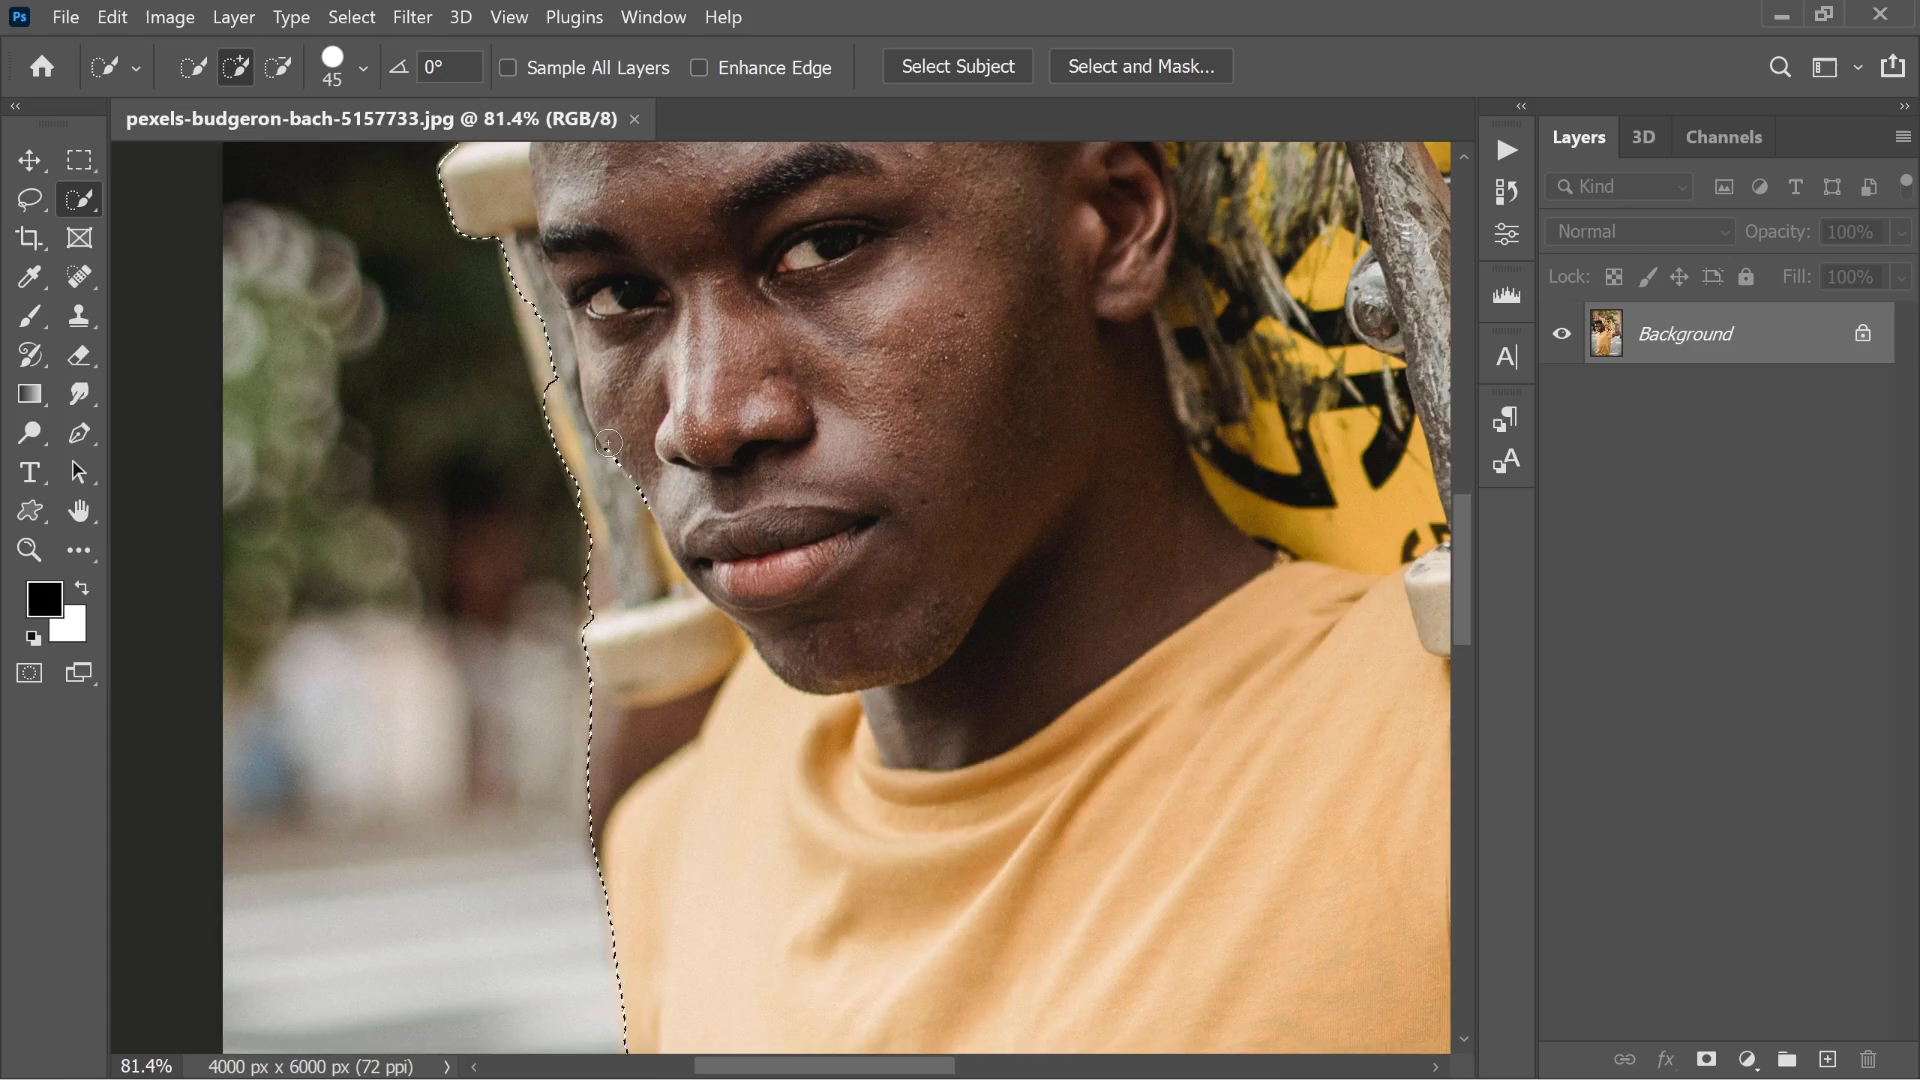 Ps File Edit Image Layer Type Select Filter 3D View Plugins Window Help
45 0° Sample All Layers Enhance Edge Select Subject Select and Mask...
pexels-budgeron-bach-5157733.jpg @ 81.4% (RGB/8) ×
Layers 3D Channels
Kind
Normal Opacity: 100%
Lock: Fill: 100%
Background
81.4% 4000 px x 6000 px (72 ppi)